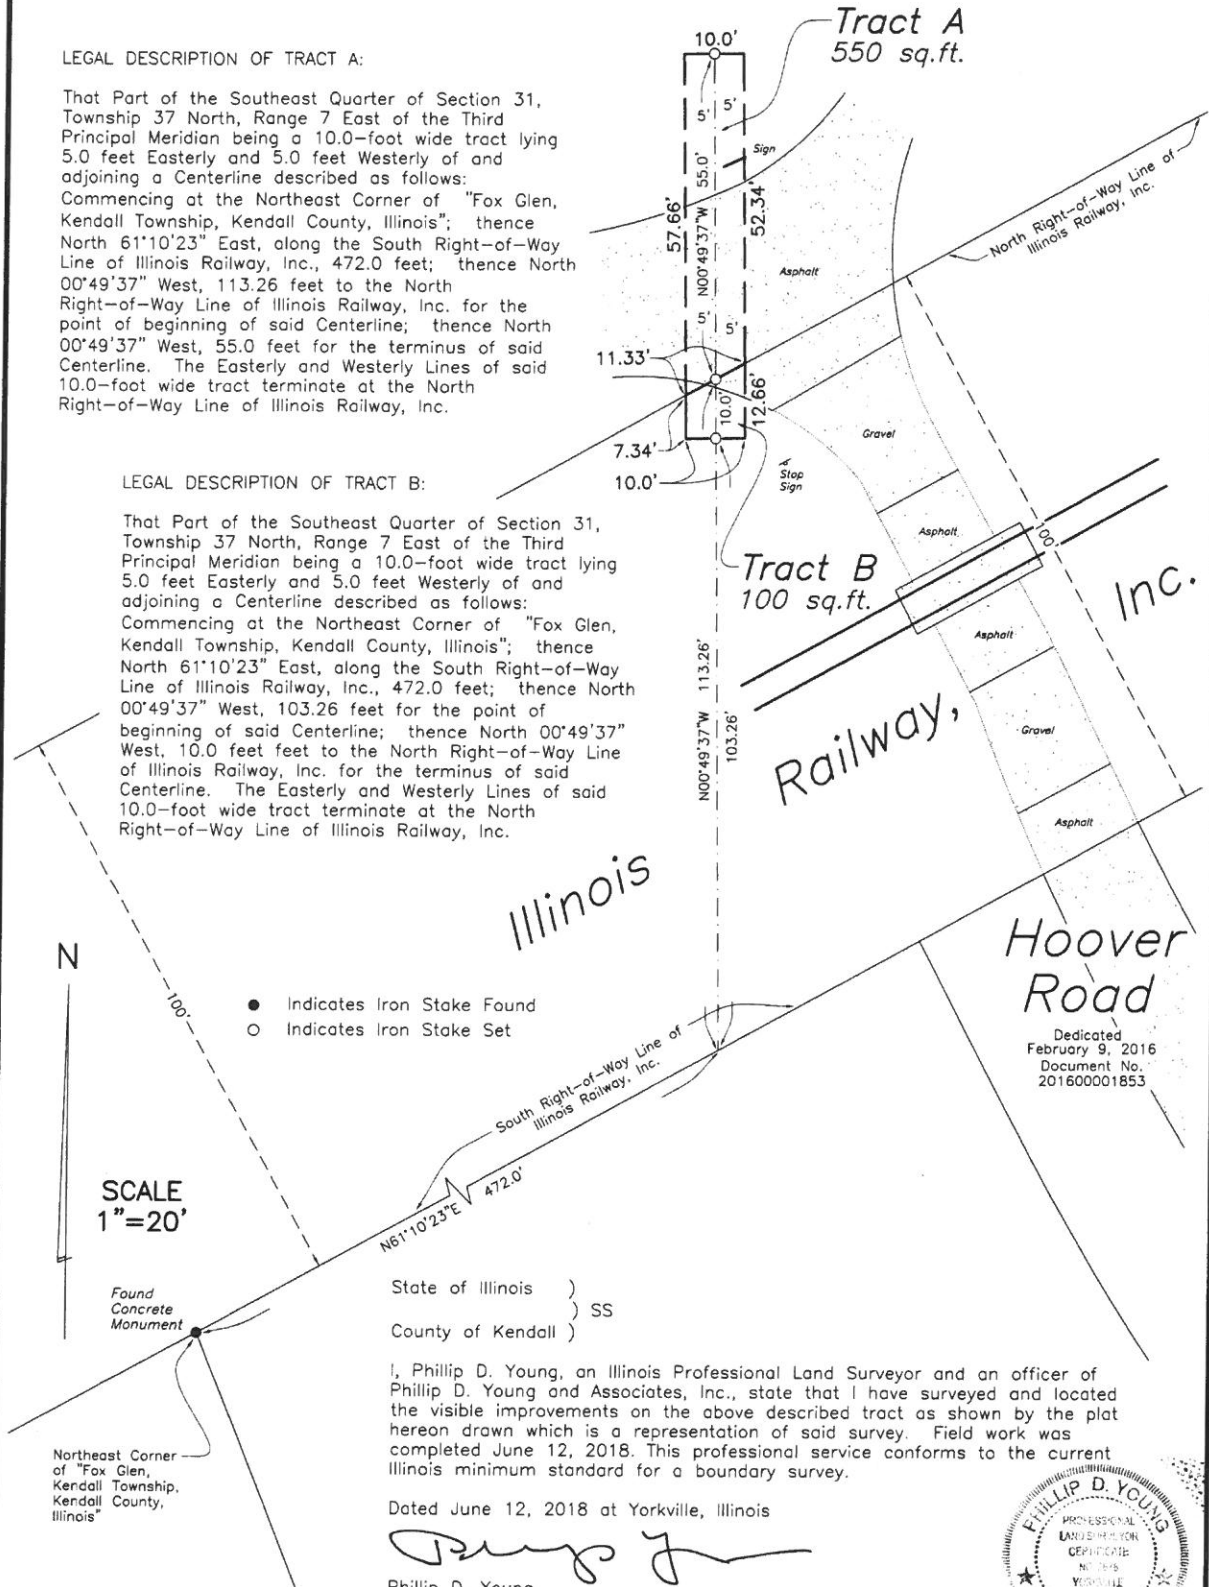 LEGAL DESCRIPTION OF TRACT A:
That Part of the Southeast Quarter of Section 31,
Township 37 North, Range 7 East of the Third
Principal Meridian being a 10.0-foot wide tract lying
5.0 feet Easterly and 5.0 feet Westerly of and
adjoining a Centerline described as follows:
Commencing at the Northeast Corner of "Fox Glen,
Kendall Township, Kendall County, Illinois"; thence
North 61°10'23" East, along the South Right-of-Way
Line of Illinois Railway, Inc., 472.0 feet; thence North
00°49'37" West, 113.26 feet to the North
Right-of-Way Line of Illinois Railway, Inc. for the
point of beginning of said Centerline; thence North
00°49'37" West, 55.0 feet for the terminus of said
Centerline. The Easterly and Westerly Lines of said
10.0-foot wide tract terminate at the North
Right-of-Way Line of Illinois Railway, Inc.
10.0'
Tract A
550 sq.ft.
5'
5'
Sign
57.66'
N00°49'37"W 55.0'
52.34'
Asphalt
North Right-of-Way Line of
Illinois Railway, Inc.
5'
5'
11.33'
10.0'
12.66'
7.34'
10.0'
Gravel
Stop
Sign
Asphalt
100'
LEGAL DESCRIPTION OF TRACT B:
That Part of the Southeast Quarter of Section 31,
Township 37 North, Range 7 East of the Third
Principal Meridian being a 10.0-foot wide tract lying
5.0 feet Easterly and 5.0 feet Westerly of and
adjoining a Centerline described as follows:
Commencing at the Northeast Corner of "Fox Glen,
Kendall Township, Kendall County, Illinois"; thence
North 61°10'23" East, along the South Right-of-Way
Line of Illinois Railway, Inc., 472.0 feet; thence North
00°49'37" West, 103.26 feet for the point of
beginning of said Centerline; thence North 00°49'37"
West, 10.0 feet feet to the North Right-of-Way Line
of Illinois Railway, Inc. for the terminus of said
Centerline. The Easterly and Westerly Lines of said
10.0-foot wide tract terminate at the North
Right-of-Way Line of Illinois Railway, Inc.
Tract B
100 sq.ft.
N00°49'37"W 113.26'
103.26'
Asphalt
Gravel
Asphalt
Illinois Railway, Inc.
Hoover
Road
Dedicated
February 9, 2016
Document No.
201600001853
N
100'
● Indicates Iron Stake Found
○ Indicates Iron Stake Set
South Right-of-Way Line of
Illinois Railway, Inc.
N61°10'23"E 472.0'
SCALE
1"=20'
Found
Concrete
Monument
Northeast Corner
of "Fox Glen,
Kendall Township,
Kendall County,
Illinois"
State of Illinois )
) SS
County of Kendall )
I, Phillip D. Young, an Illinois Professional Land Surveyor and an officer of
Phillip D. Young and Associates, Inc., state that I have surveyed and located
the visible improvements on the above described tract as shown by the plat
hereon drawn which is a representation of said survey. Field work was
completed June 12, 2018. This professional service conforms to the current
Illinois minimum standard for a boundary survey.
Dated June 12, 2018 at Yorkville, Illinois
Phillip D. Young
PHILLIP D. YOUNG
PROFESSIONAL
LAND SURVEYOR
CERTIFICATE
YORKVILLE